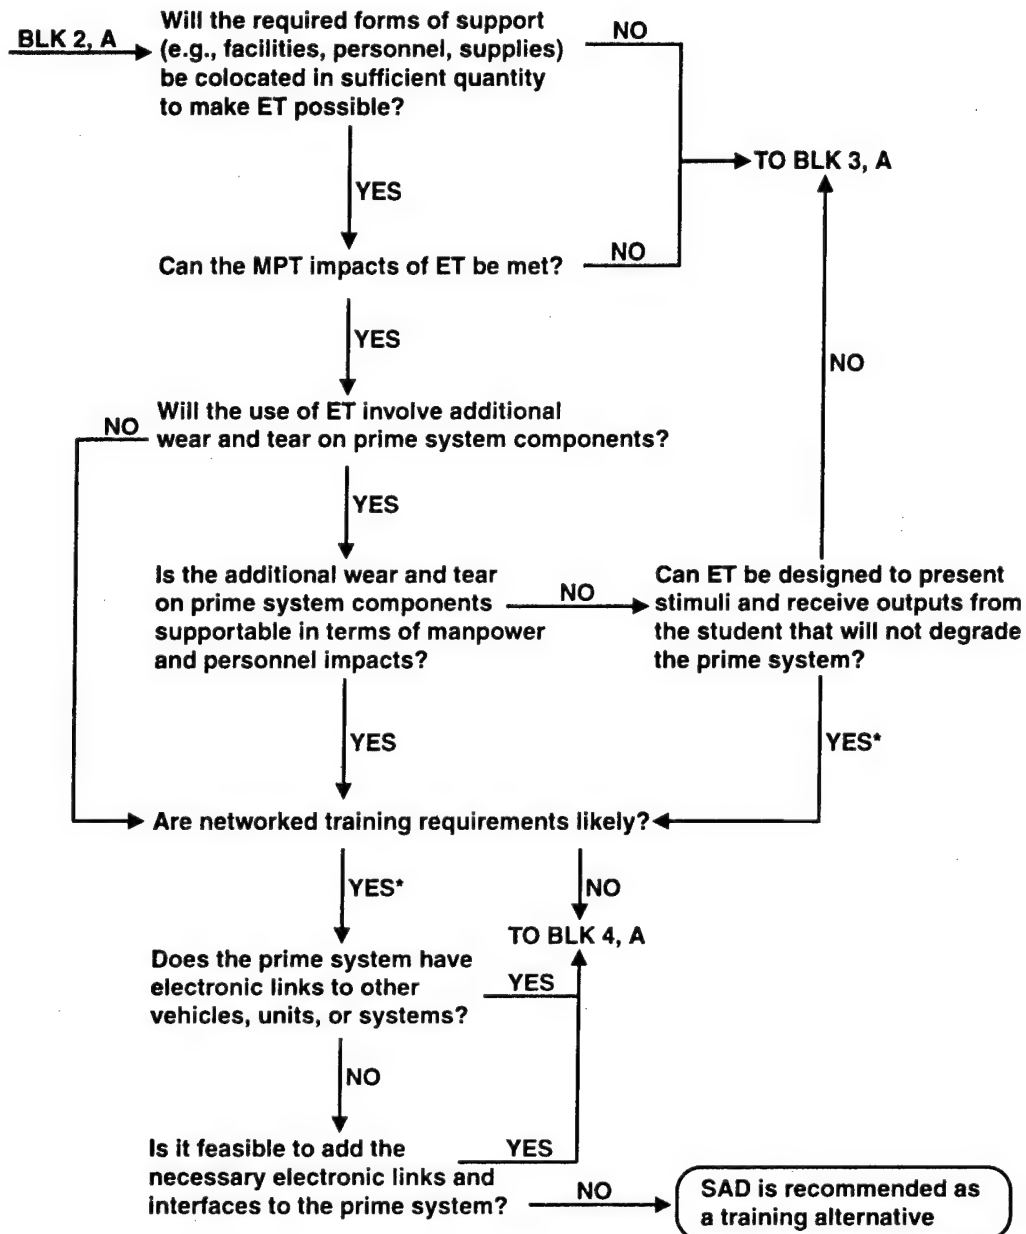 BLK 2, A
Will the required forms of support
(e.g., facilities, personnel, supplies)
be colocated in sufficient quantity
to make ET possible?
NO
TO BLK 3, A
YES
Can the MPT impacts of ET be met?
NO
YES
NO
Will the use of ET involve additional
wear and tear on prime system components?
NO
YES
Is the additional wear and tear
on prime system components
supportable in terms of manpower
and personnel impacts?
NO
Can ET be designed to present
stimuli and receive outputs from
the student that will not degrade
the prime system?
YES
YES*
Are networked training requirements likely?
YES*
NO
TO BLK 4, A
Does the prime system have
electronic links to other
vehicles, units, or systems?
YES
NO
Is it feasible to add the
necessary electronic links and
interfaces to the prime system?
YES
NO
SAD is recommended as
a training alternative